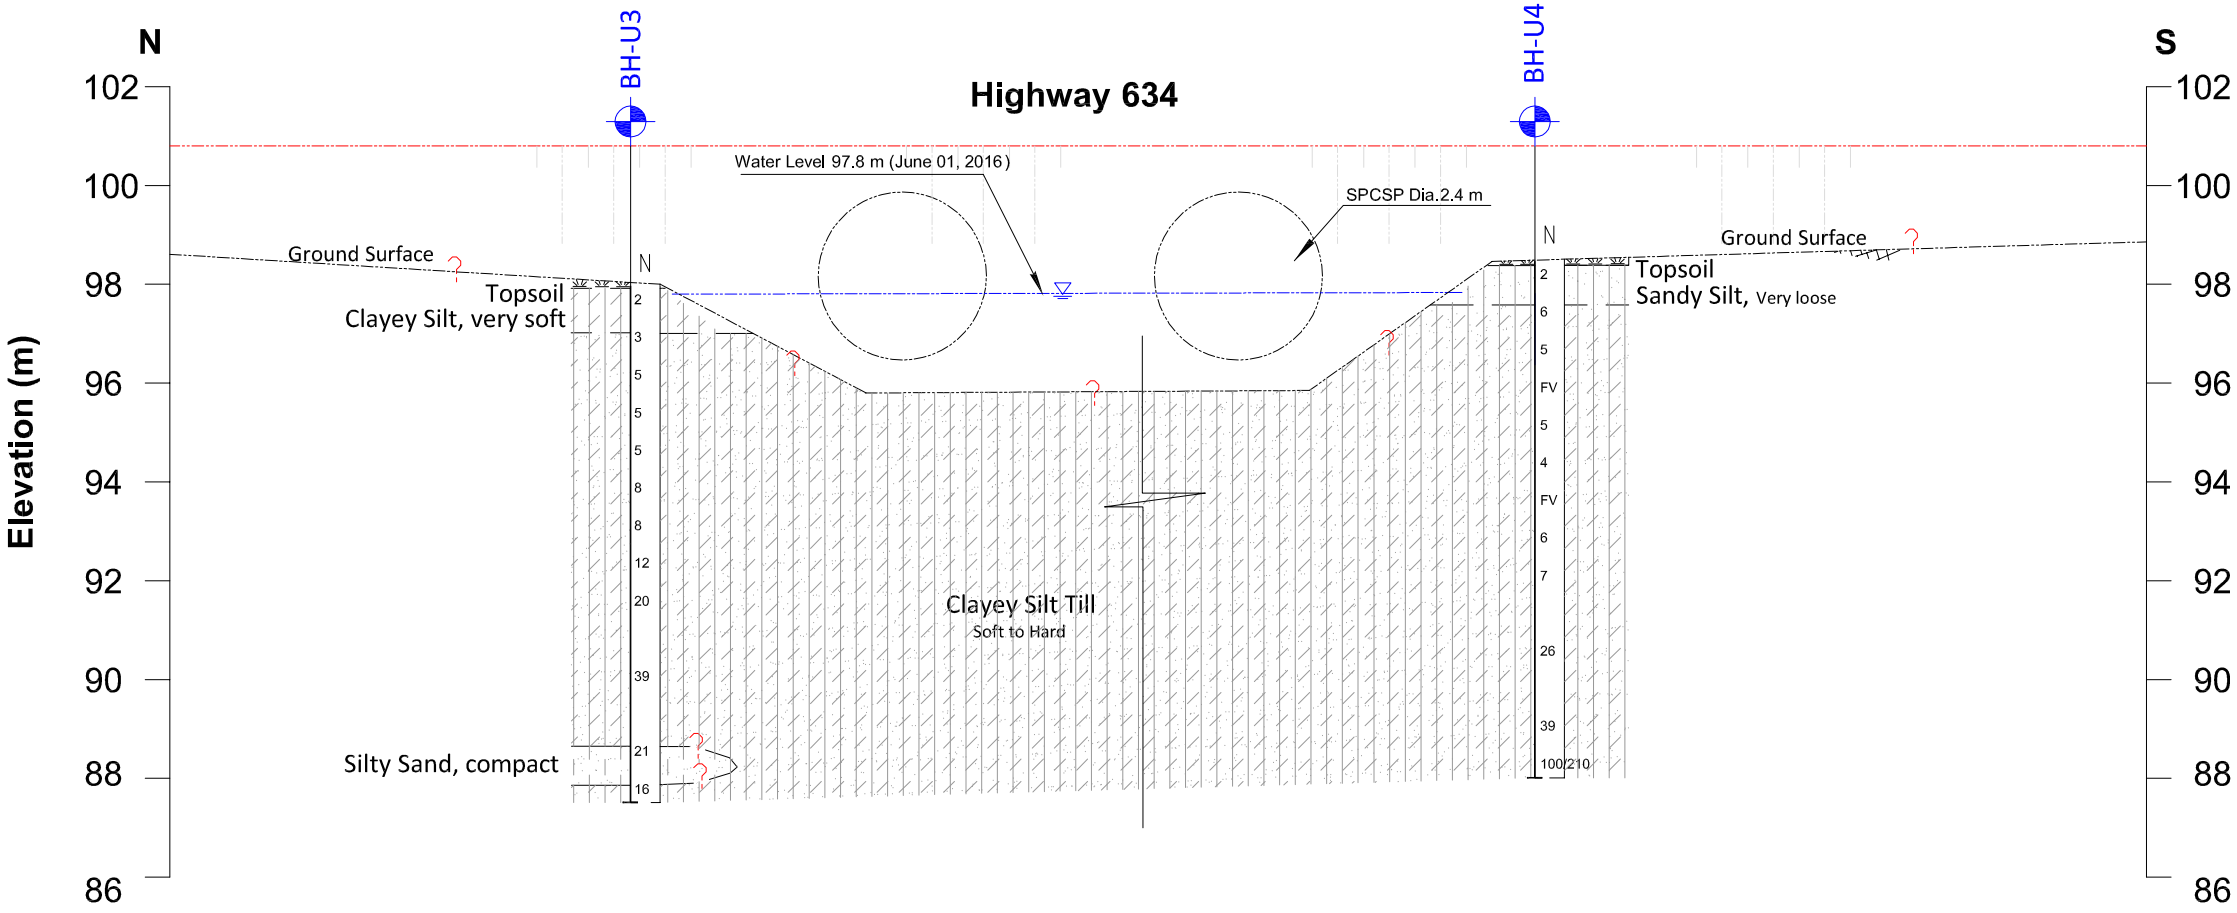 N
BH-U3
BH-U4
S
Highway 634
102
100
98
96
94
92
90
88
86
Elevation (m)
102
100
98
96
94
92
90
88
86
Water Level 97.8 m (June 01, 2016)
SPCSP Dia.2.4 m
Ground Surface
?
N
Topsoil
Clayey Silt, very soft
2
3
5
5
5
8
8
12
20
39
21
16
Silty Sand, compact
?
?
?
?
?
Clayey Silt Till
Soft to Hard
N
2
6
5
FV
5
4
FV
6
7
26
39
100/210
Ground Surface
?
Topsoil
Sandy Silt, Very loose